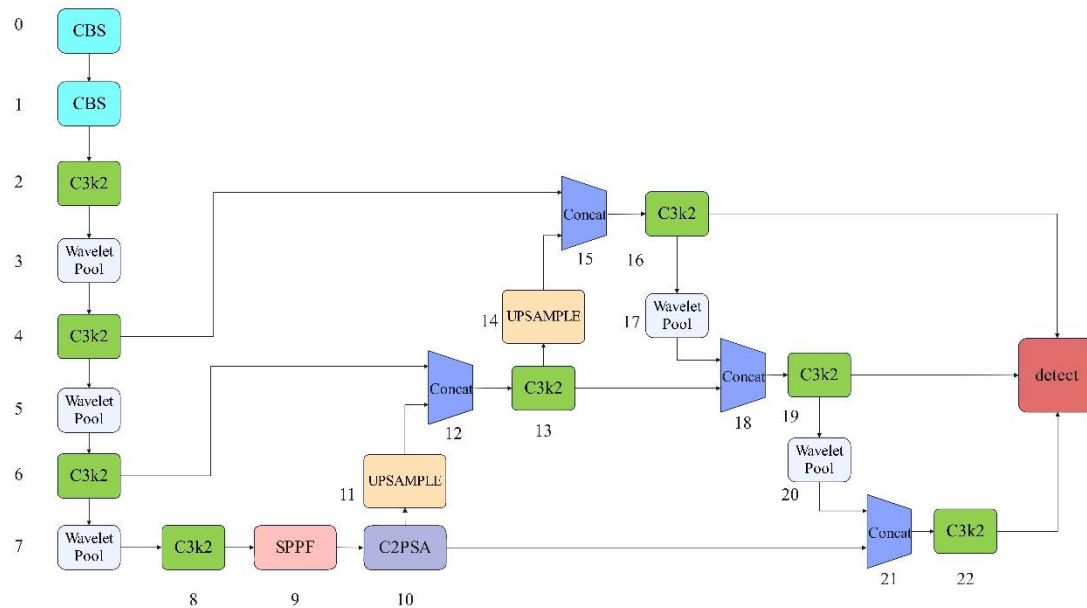 0
CBS
1
CBS
2
C3k2
3
Wavelet
Pool
4
C3k2
5
Wavelet
Pool
6
C3k2
7
Wavelet
Pool
C3k2
8
SPPF
9
C2PSA
10
11
UPSAMPLE
Concat
12
C3k2
13
14
UPSAMPLE
Concat
15
C3k2
16
17
Wavelet
Pool
Concat
18
C3k2
19
Wavelet
Pool
20
Concat
21
C3k2
22
detect